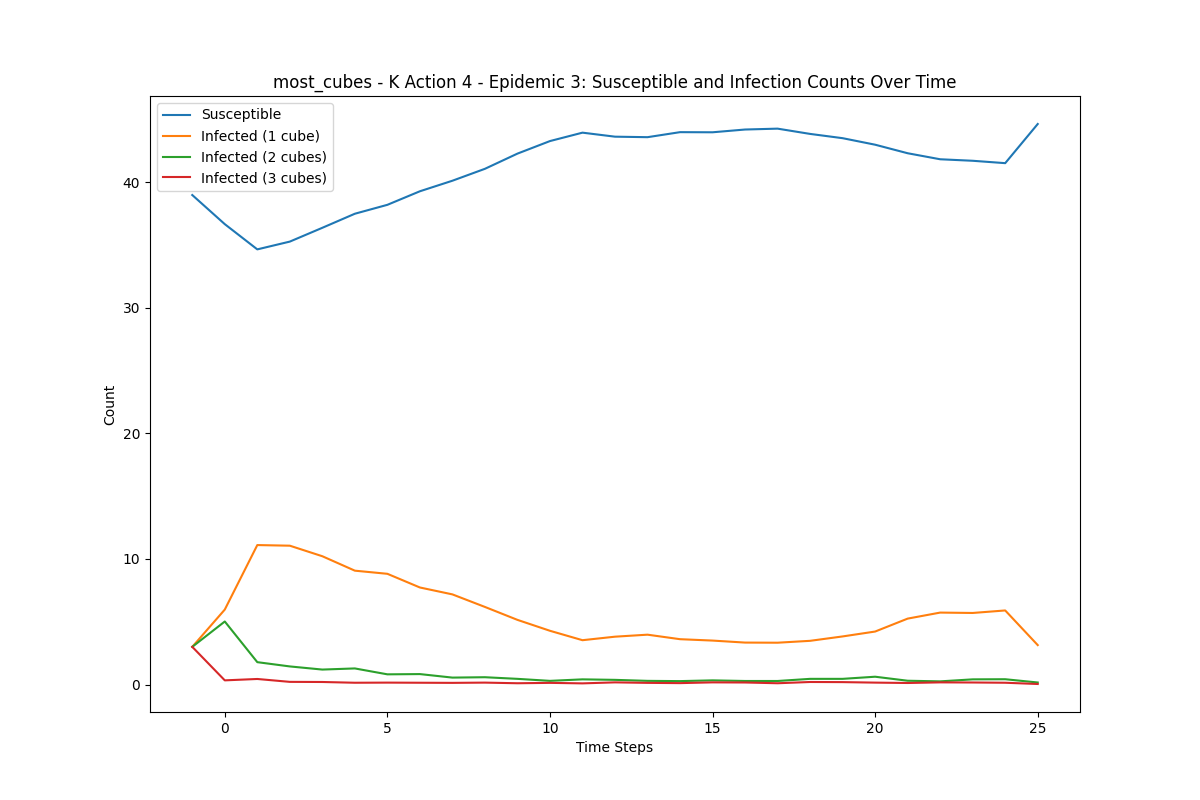 most_cubes - K Action 4 - Epidemic 3: Susceptible and Infection Counts Over Time
Susceptible
Infected (1 cube)
Infected (2 cubes)
Infected (3 cubes)
40
30
20
10
0
Count
0 5 10 15 20 25
Time Steps